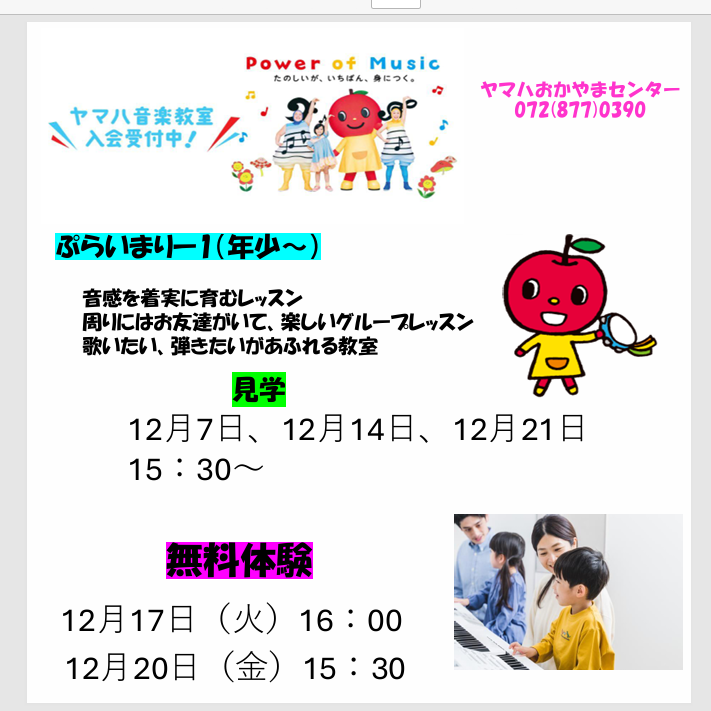 Power of Music
たのしいが、いちばん、身につく。
ヤマハ音楽教室
入会受付中！
ヤマハおかやまセンター
072(877)0390
ぷらいまりー1(年少～)
音感を着実に育むレッスン
周りにはお友達がいて、楽しいグループレッスン
歌いたい、弾きたいがあふれる教室
見学
12月7日、12月14日、12月21日
15：30～
無料体験
12月17日（火）16：00
12月20日（金）15：30